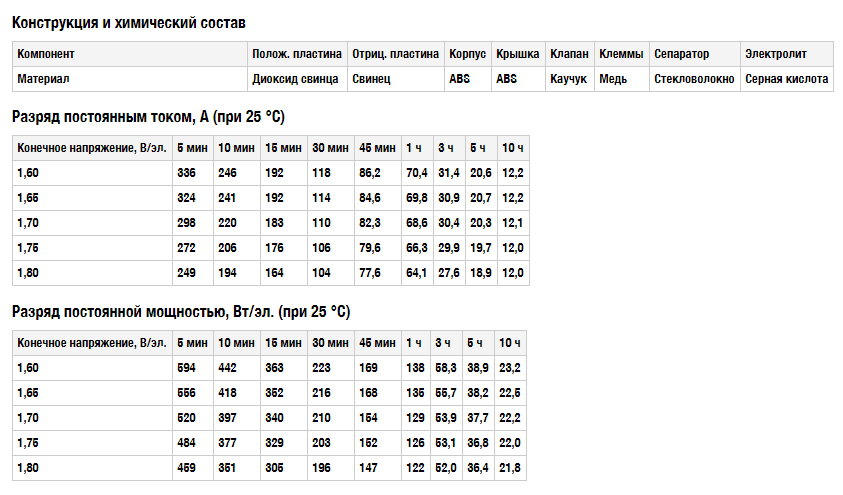 Конструкция и химический состав
Компонент Полож. пластина Отриц. пластина Корпус Крышка Клапан Клеммы Сепаратор Электролит
Материал Диоксид свинца Свинец ABS ABS Каучук Медь Стекловолокно Серная кислота
Разряд постоянным током, А (при 25 °C)
Конечное напряжение, В/эл. 5 мин 10 мин 15 мин 30 мин 45 мин 1 ч 3 ч 5 ч 10 ч
1,60 336 246 192 118 86,2 70,4 31,4 20,6 12,2
1,65 324 241 192 114 84,6 69,8 30,9 20,7 12,2
1,70 298 220 183 110 82,3 68,6 30,4 20,3 12,1
1,75 272 206 176 106 79,6 66,3 29,9 19,7 12,0
1,80 249 194 164 104 77,6 64,1 27,6 18,9 12,0
Разряд постоянной мощностью, Вт/эл. (при 25 °C)
Конечное напряжение, В/эл. 5 мин 10 мин 15 мин 30 мин 45 мин 1 ч 3 ч 5 ч 10 ч
1,60 594 442 363 223 169 138 58,3 38,9 23,2
1,65 556 418 352 216 168 135 55,7 38,2 22,5
1,70 520 397 340 210 154 129 53,9 37,7 22,2
1,75 484 377 329 203 152 126 53,1 36,8 22,0
1,80 459 351 305 196 147 122 52,0 36,4 21,8